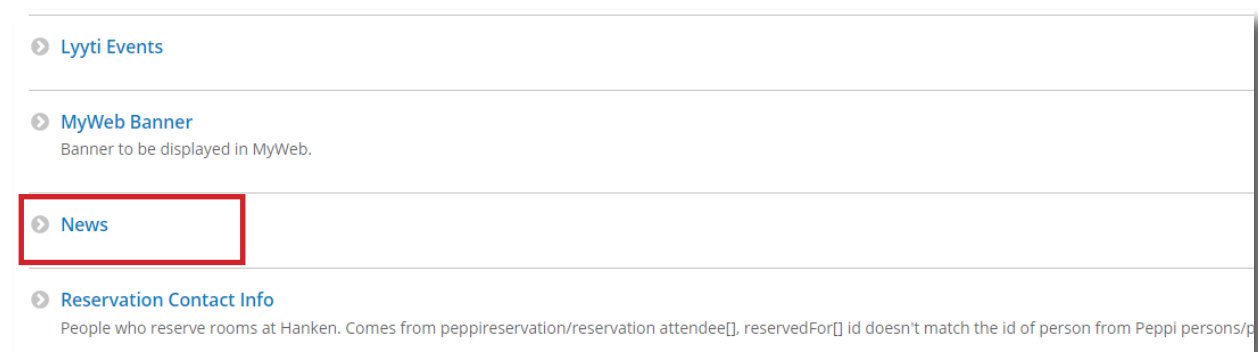 Lyyti Events
MyWeb Banner
Banner to be displayed in MyWeb.
News
Reservation Contact Info
People who reserve rooms at Hanken. Comes from peppireservation/reservation attendee[], reservedFor[] id doesn't match the id of person from Peppi persons/p